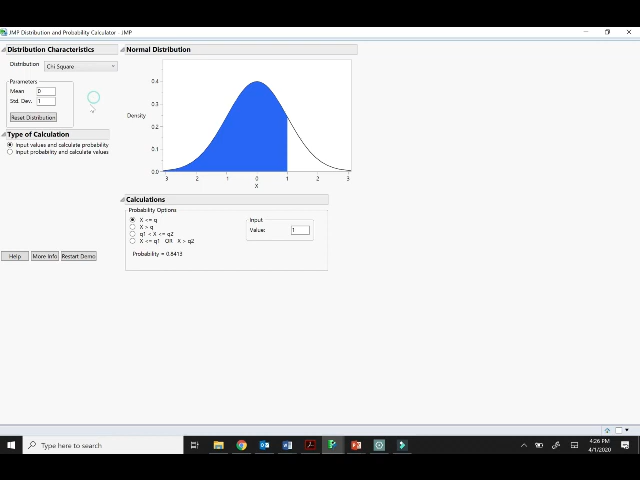 JMP Distribution and Probability Calculator - JMP
Distribution Characteristics
Distribution Chi Square
Parameters
Mean 0
Std. Dev. 1
Reset Distribution
Type of Calculation
Input values and calculate probability
Input probability and calculate values
Help More Info Restart Demo
Normal Distribution
Density
0.4
0.3
0.2
0.1
0.0
3 2 1 0 1 2 3
X
Calculations
Probability Options
X <= q
X > q
q1 < X <= q2
X <= q1 OR X > q2
Input
Value: 1
Probability = 0.8413
Type here to search
4:26 PM
4/1/2020